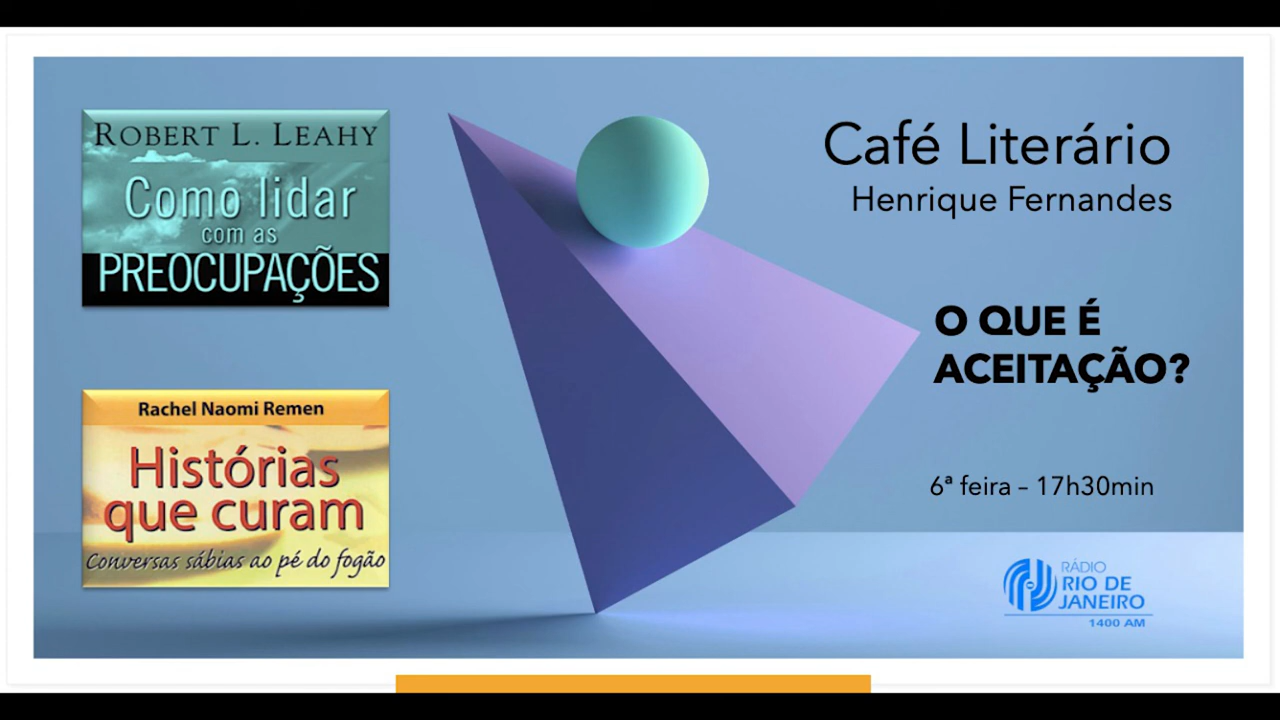 ROBERT L. LEAHY
Como lidar
com as
PREOCUPAÇÕES
Rachel Naomi Remen
Histórias
que curam
Conversas sábias ao pé do fogão
Café Literário
Henrique Fernandes
O QUE É
ACEITAÇÃO?
6ª feira – 17h30min
RÁDIO
RIO DE
JANEIRO
1400 AM